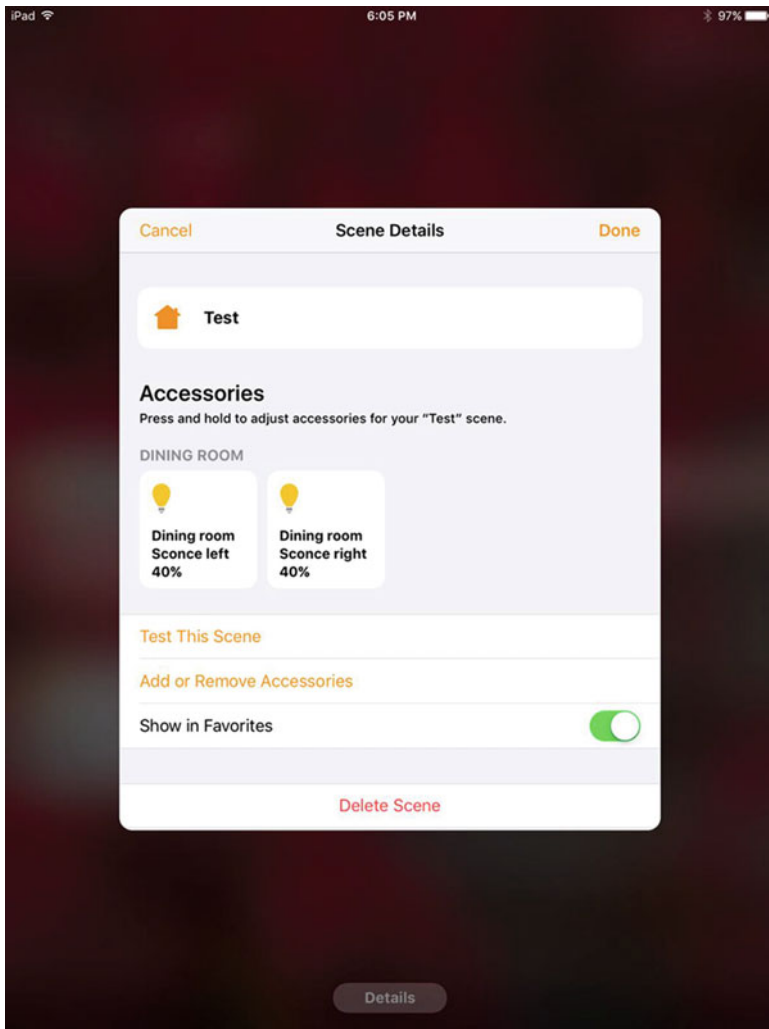 iPad 6:05 PM 97%
Cancel Scene Details Done
Test
Accessories
Press and hold to adjust accessories for your “Test” scene.
DINING ROOM
Dining room
Sconce left
40%
Dining room
Sconce right
40%
Test This Scene
Add or Remove Accessories
Show in Favorites
Delete Scene
Details